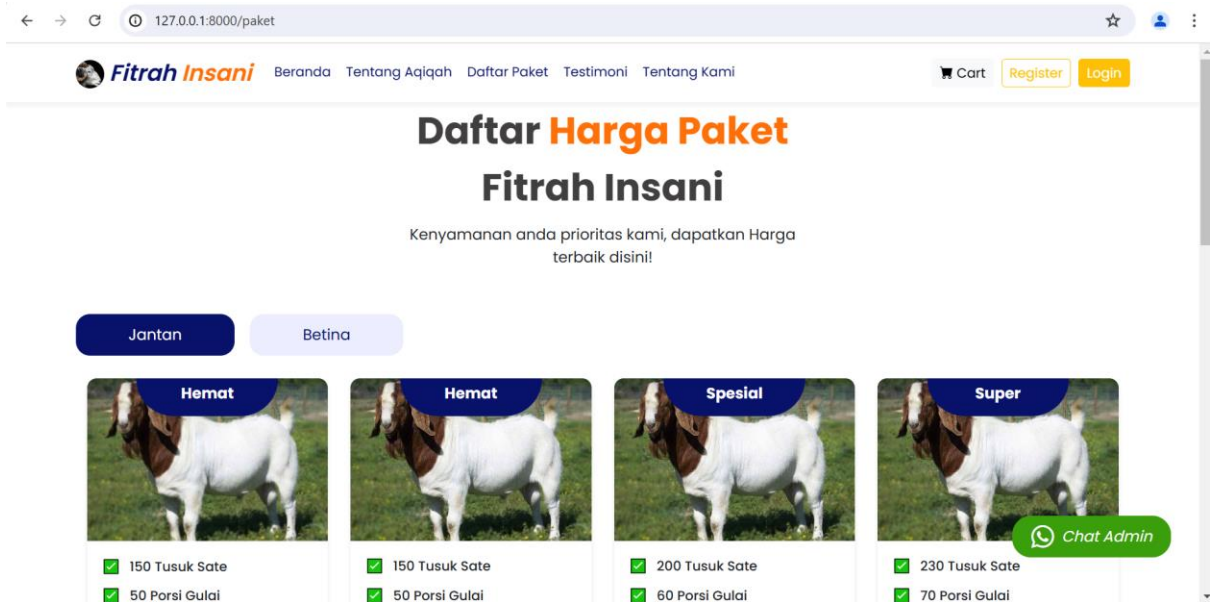 127.0.0.1:8000/paket
Fitrah Insani Beranda Tentang Aqiqah Daftar Paket Testimoni Tentang Kami Cart Register Login
Daftar Harga Paket
Fitrah Insani
Kenyamanan anda prioritas kami, dapatkan Harga
terbaik disini!
Jantan Betina
Hemat Hemat Spesial Super
Chat Admin
150 Tusuk Sate 150 Tusuk Sate 200 Tusuk Sate 230 Tusuk Sate
50 Porsi Gulai 50 Porsi Gulai 60 Porsi Gulai 70 Porsi Gulai